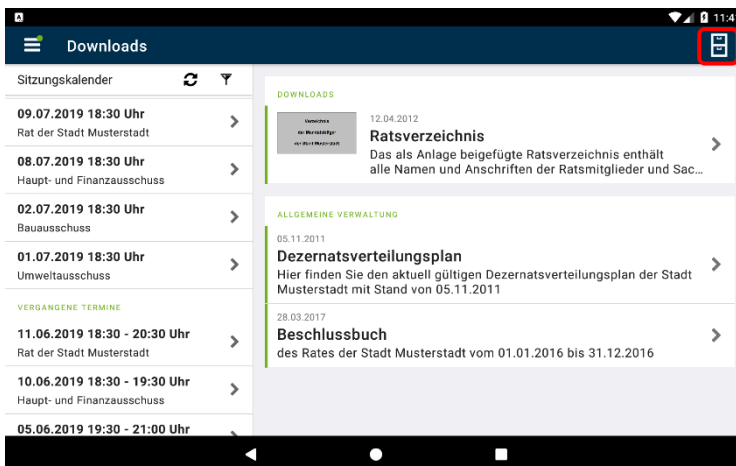 A
11:4
Downloads
Sitzungskalender
09.07.2019 18:30 Uhr
Rat der Stadt Musterstadt
08.07.2019 18:30 Uhr
Haupt- und Finanzausschuss
02.07.2019 18:30 Uhr
Bauausschuss
01.07.2019 18:30 Uhr
Umweltausschuss
VERGANGENE TERMINE
11.06.2019 18:30 - 20:30 Uhr
Rat der Stadt Musterstadt
10.06.2019 18:30 - 19:30 Uhr
Haupt- und Finanzausschuss
05.06.2019 19:30 - 21:00 Uhr
DOWNLOADS
Verzeichnis
der Mandatsträger
der Stadt Musterstadt
12.04.2012
Ratsverzeichnis
Das als Anlage beigefügte Ratsverzeichnis enthält
alle Namen und Anschriften der Ratsmitglieder und Sac...
ALLGEMEINE VERWALTUNG
05.11.2011
Dezernatsverteilungsplan
Hier finden Sie den aktuell gültigen Dezernatsverteilungsplan der Stadt
Musterstadt mit Stand von 05.11.2011
28.03.2017
Beschlussbuch
des Rates der Stadt Musterstadt vom 01.01.2016 bis 31.12.2016